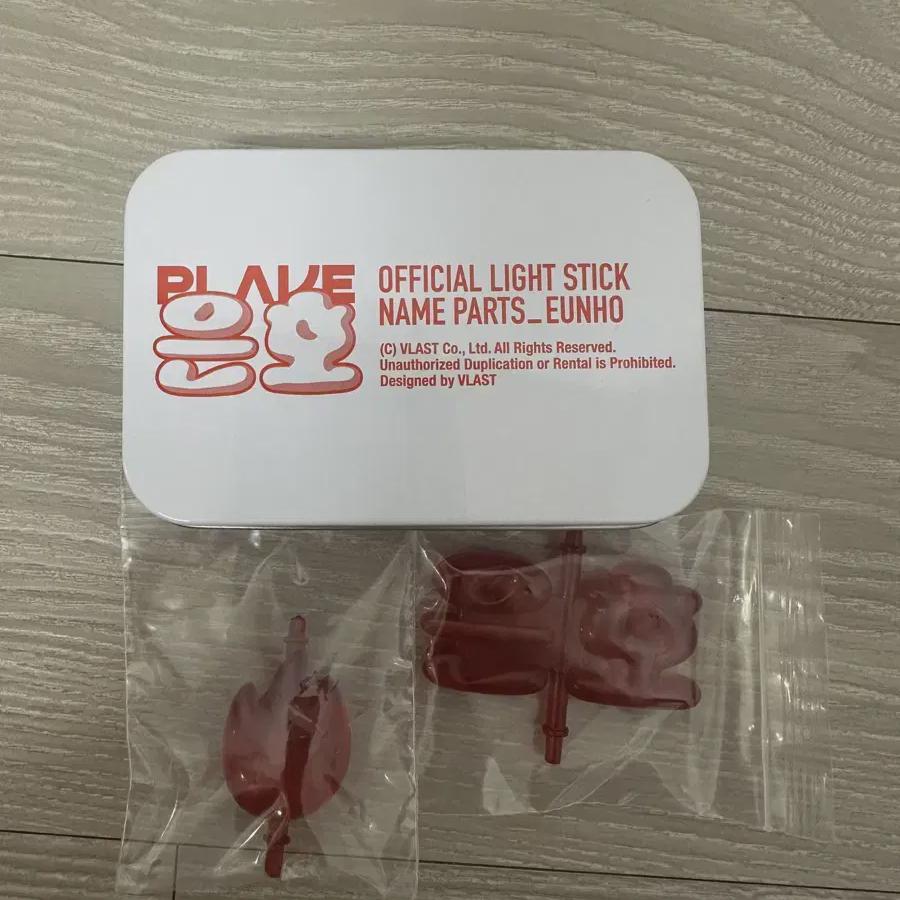 PLAVE
은호
OFFICIAL LIGHT STICK
NAME PARTS_EUNHO
(C) VLAST Co., Ltd. All Rights Reserved.
Unauthorized Duplication or Rental is Prohibited.
Designed by VLAST